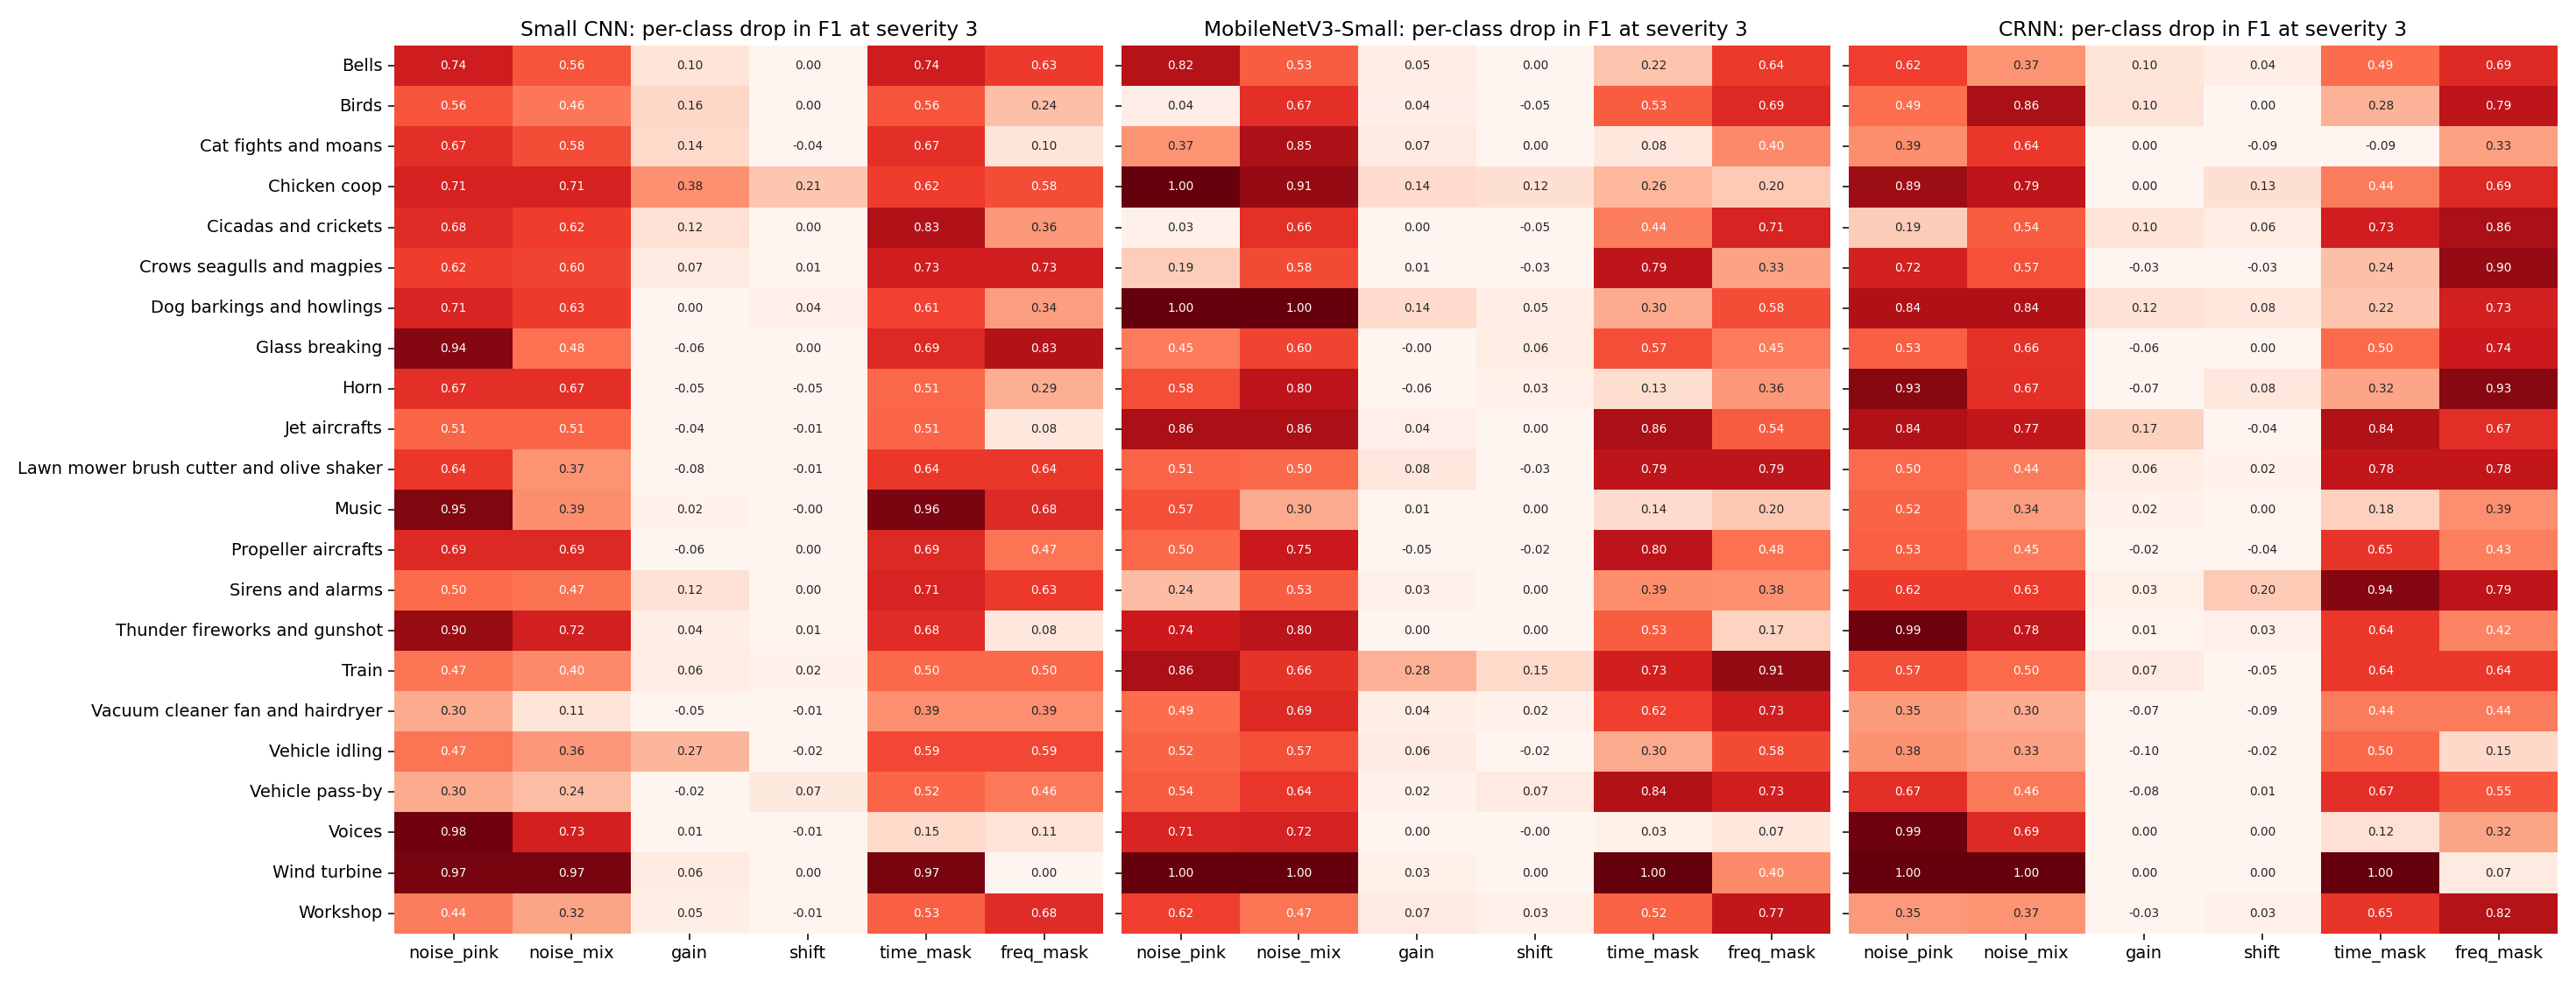 Small CNN: per-class drop in F1 at severity 3 MobileNetV3-Small: per-class drop in F1 at severity 3 CRNN: per-class drop in F1 at severity 3
Bells 0.74 0.56 0.10 0.00 0.74 0.63 0.82 0.53 0.05 0.00 0.22 0.64 0.62 0.37 0.10 0.04 0.49 0.69
Birds 0.56 0.46 0.16 0.00 0.56 0.24 0.04 0.67 0.04 -0.05 0.53 0.69 0.49 0.86 0.10 0.00 0.28 0.79
Cat fights and moans 0.67 0.58 0.14 -0.04 0.67 0.10 0.37 0.85 0.07 0.00 0.08 0.40 0.39 0.64 0.00 -0.09 -0.09 0.33
Chicken coop 0.71 0.71 0.38 0.21 0.62 0.58 1.00 0.91 0.14 0.12 0.26 0.20 0.89 0.79 0.00 0.13 0.44 0.69
Cicadas and crickets 0.68 0.62 0.12 0.00 0.83 0.36 0.03 0.66 0.00 -0.05 0.44 0.71 0.19 0.54 0.10 0.06 0.73 0.86
Crows seagulls and magpies 0.62 0.60 0.07 0.01 0.73 0.73 0.19 0.58 0.01 -0.03 0.79 0.33 0.72 0.57 -0.03 -0.03 0.24 0.90
Dog barkings and howlings 0.71 0.63 0.00 0.04 0.61 0.34 1.00 1.00 0.14 0.05 0.30 0.58 0.84 0.84 0.12 0.08 0.22 0.73
Glass breaking 0.94 0.48 -0.06 0.00 0.69 0.83 0.45 0.60 -0.00 0.06 0.57 0.45 0.53 0.66 -0.06 0.00 0.50 0.74
Horn 0.67 0.67 -0.05 -0.05 0.51 0.29 0.58 0.80 -0.06 0.03 0.13 0.36 0.93 0.67 -0.07 0.08 0.32 0.93
Jet aircrafts 0.51 0.51 -0.04 -0.01 0.51 0.08 0.86 0.86 0.04 0.00 0.86 0.54 0.84 0.77 0.17 -0.04 0.84 0.67
Lawn mower brush cutter and olive shaker 0.64 0.37 -0.08 -0.01 0.64 0.64 0.51 0.50 0.08 -0.03 0.79 0.79 0.50 0.44 0.06 0.02 0.78 0.78
Music 0.95 0.39 0.02 -0.00 0.96 0.68 0.57 0.30 0.01 0.00 0.14 0.20 0.52 0.34 0.02 0.00 0.18 0.39
Propeller aircrafts 0.69 0.69 -0.06 0.00 0.69 0.47 0.50 0.75 -0.05 -0.02 0.80 0.48 0.53 0.45 -0.02 -0.04 0.65 0.43
Sirens and alarms 0.50 0.47 0.12 0.00 0.71 0.63 0.24 0.53 0.03 0.00 0.39 0.38 0.62 0.63 0.03 0.20 0.94 0.79
Thunder fireworks and gunshot 0.90 0.72 0.04 0.01 0.68 0.08 0.74 0.80 0.00 0.00 0.53 0.17 0.99 0.78 0.01 0.03 0.64 0.42
Train 0.47 0.40 0.06 0.02 0.50 0.50 0.86 0.66 0.28 0.15 0.73 0.91 0.57 0.50 0.07 -0.05 0.64 0.64
Vacuum cleaner fan and hairdryer 0.30 0.11 -0.05 -0.01 0.39 0.39 0.49 0.69 0.04 0.02 0.62 0.73 0.35 0.30 -0.07 -0.09 0.44 0.44
Vehicle idling 0.47 0.36 0.27 -0.02 0.59 0.59 0.52 0.57 0.06 -0.02 0.30 0.58 0.38 0.33 -0.10 -0.02 0.50 0.15
Vehicle pass-by 0.30 0.24 -0.02 0.07 0.52 0.46 0.54 0.64 0.02 0.07 0.84 0.73 0.67 0.46 -0.08 0.01 0.67 0.55
Voices 0.98 0.73 0.01 -0.01 0.15 0.11 0.71 0.72 0.00 -0.00 0.03 0.07 0.99 0.69 0.00 0.00 0.12 0.32
Wind turbine 0.97 0.97 0.06 0.00 0.97 0.00 1.00 1.00 0.03 0.00 1.00 0.40 1.00 1.00 0.00 0.00 1.00 0.07
Workshop 0.44 0.32 0.05 -0.01 0.53 0.68 0.62 0.47 0.07 0.03 0.52 0.77 0.35 0.37 -0.03 0.03 0.65 0.82
noise_pink noise_mix gain shift time_mask freq_mask noise_pink noise_mix gain shift time_mask freq_mask noise_pink noise_mix gain shift time_mask freq_mask